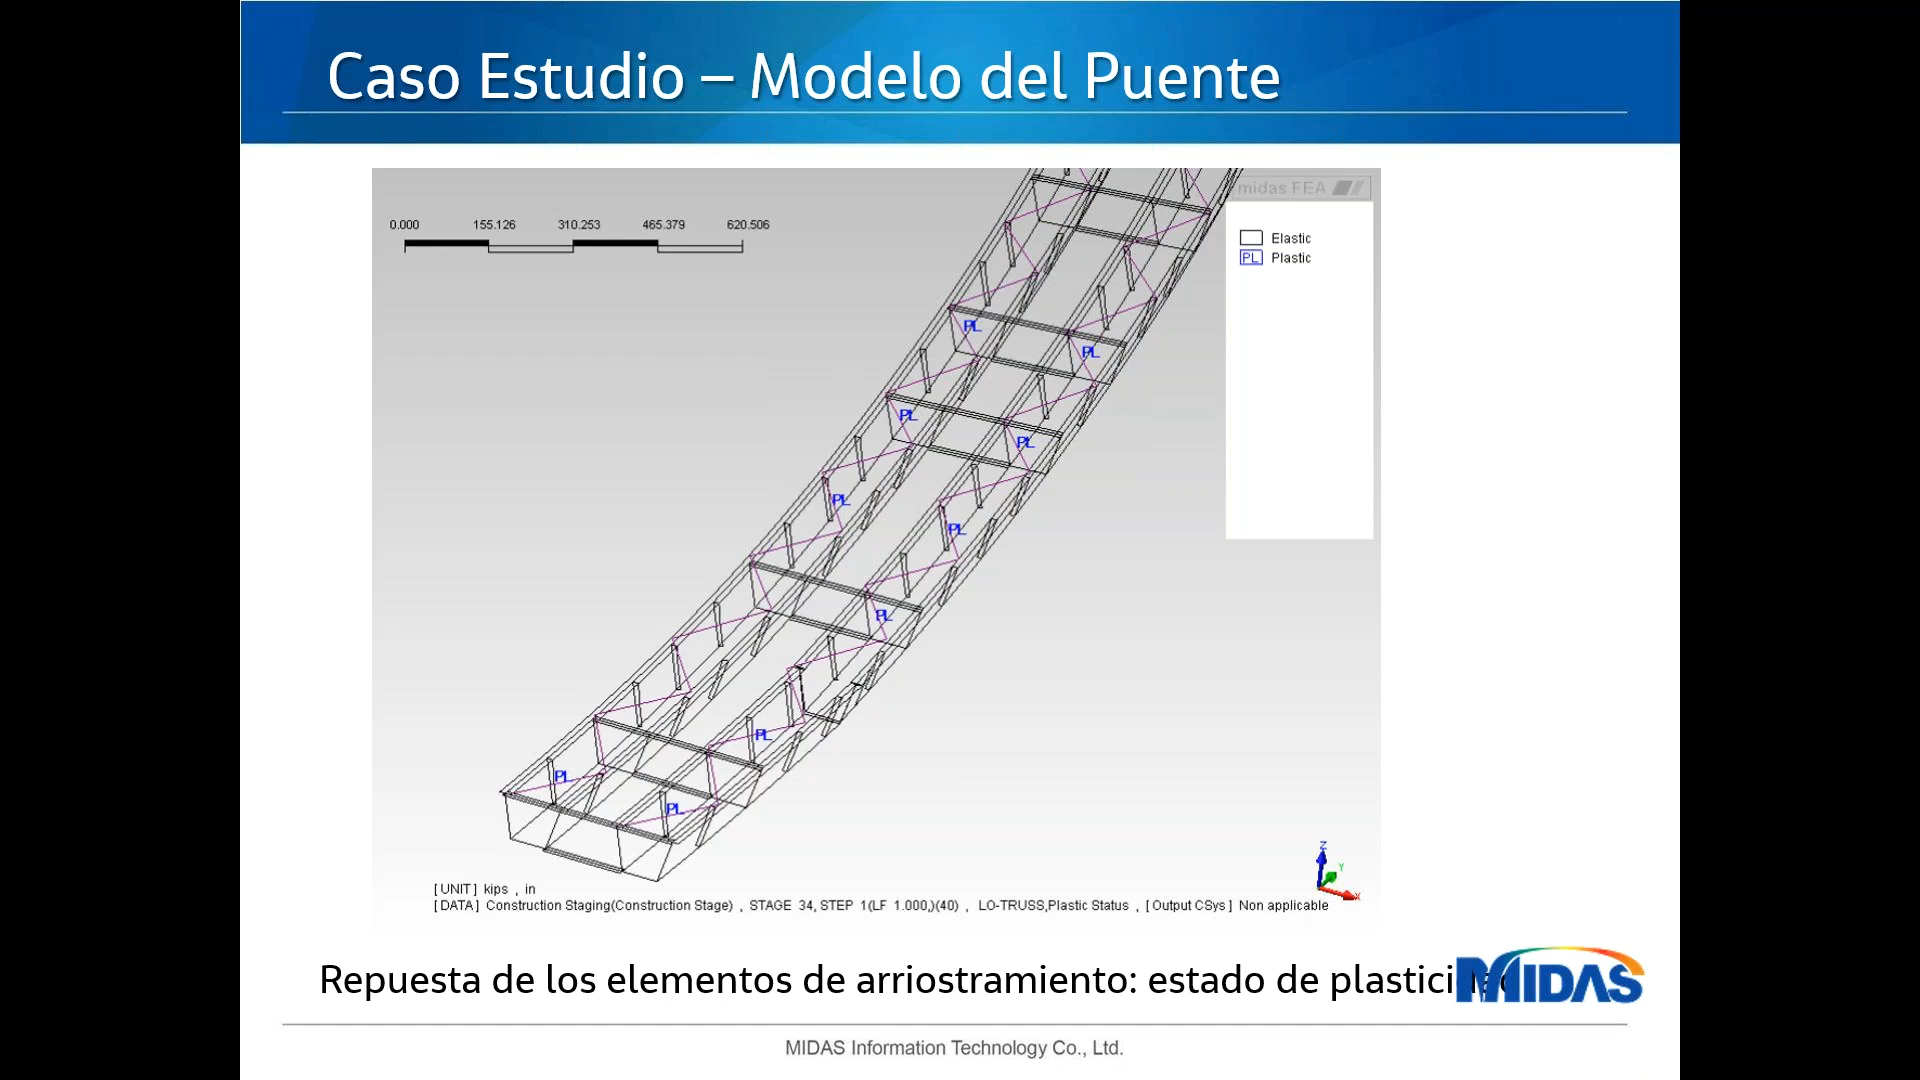 Caso Estudio – Modelo del Puente
midas FEA
0.000 155.126 310.253 465.379 620.506
Elastic
PL Plastic
PL
PL
PL
PL
PL
PL
PL
PL
PL
PL
Z
Y
X
[UNIT] kips , in
[DATA] Construction Staging(Construction Stage) , STAGE 34, STEP 1(LF 1.000,)(40) , LO-TRUSS,Plastic Status , [Output CSys] Non applicable
Repuesta de los elementos de arriostramiento: estado de plasticidad
MIDAS
MIDAS Information Technology Co., Ltd.